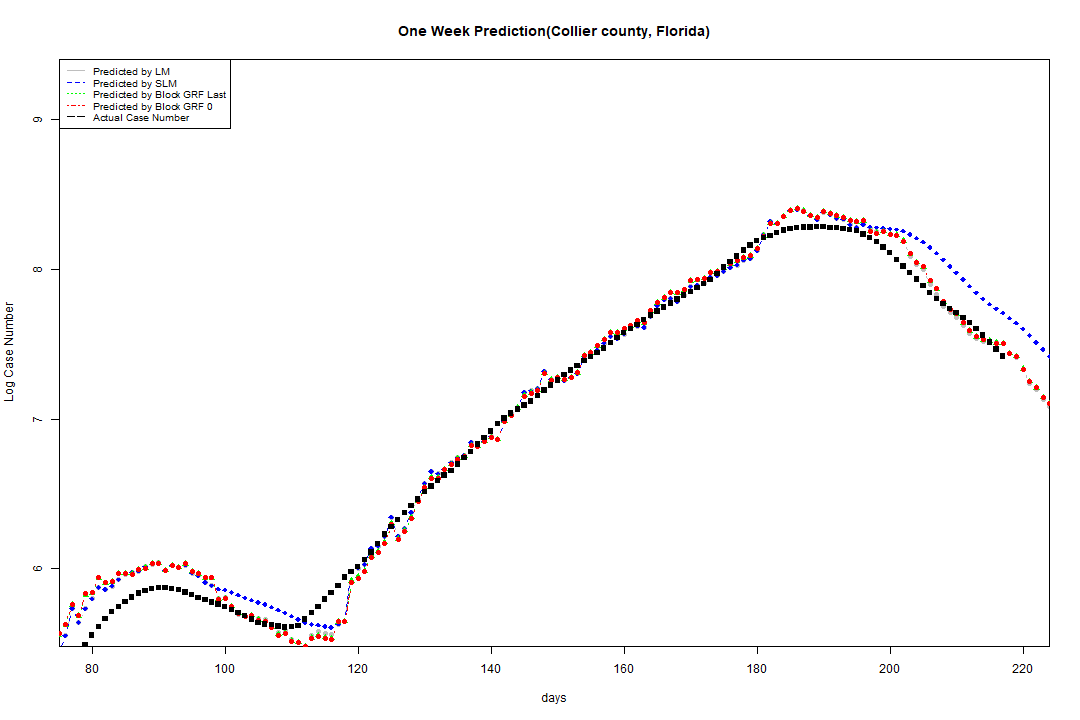 One Week Prediction(Collier county, Florida)
Predicted by LM
Predicted by SLM
Predicted by Block GRF Last
Predicted by Block GRF 0
Actual Case Number
Log Case Number
9
8
7
6
80 100 120 140 160 180 200 220
days